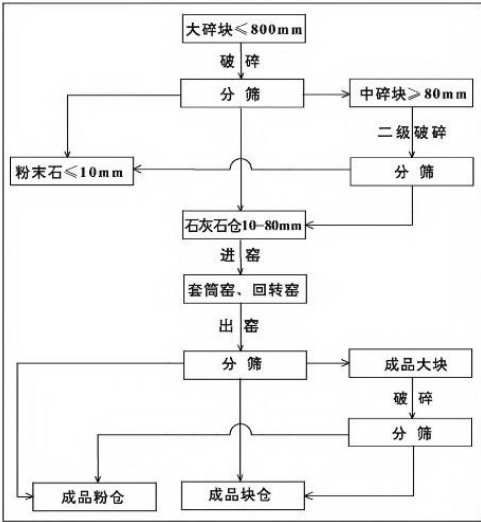 大碎块≤800mm
破碎
分筛
中碎块≥80mm
二级破碎
粉末石≤10mm
分筛
石灰石仓10-80mm
进窑
套筒窑、回转窑
出窑
分筛
成品大块
破碎
分筛
成品粉仓
成品块仓